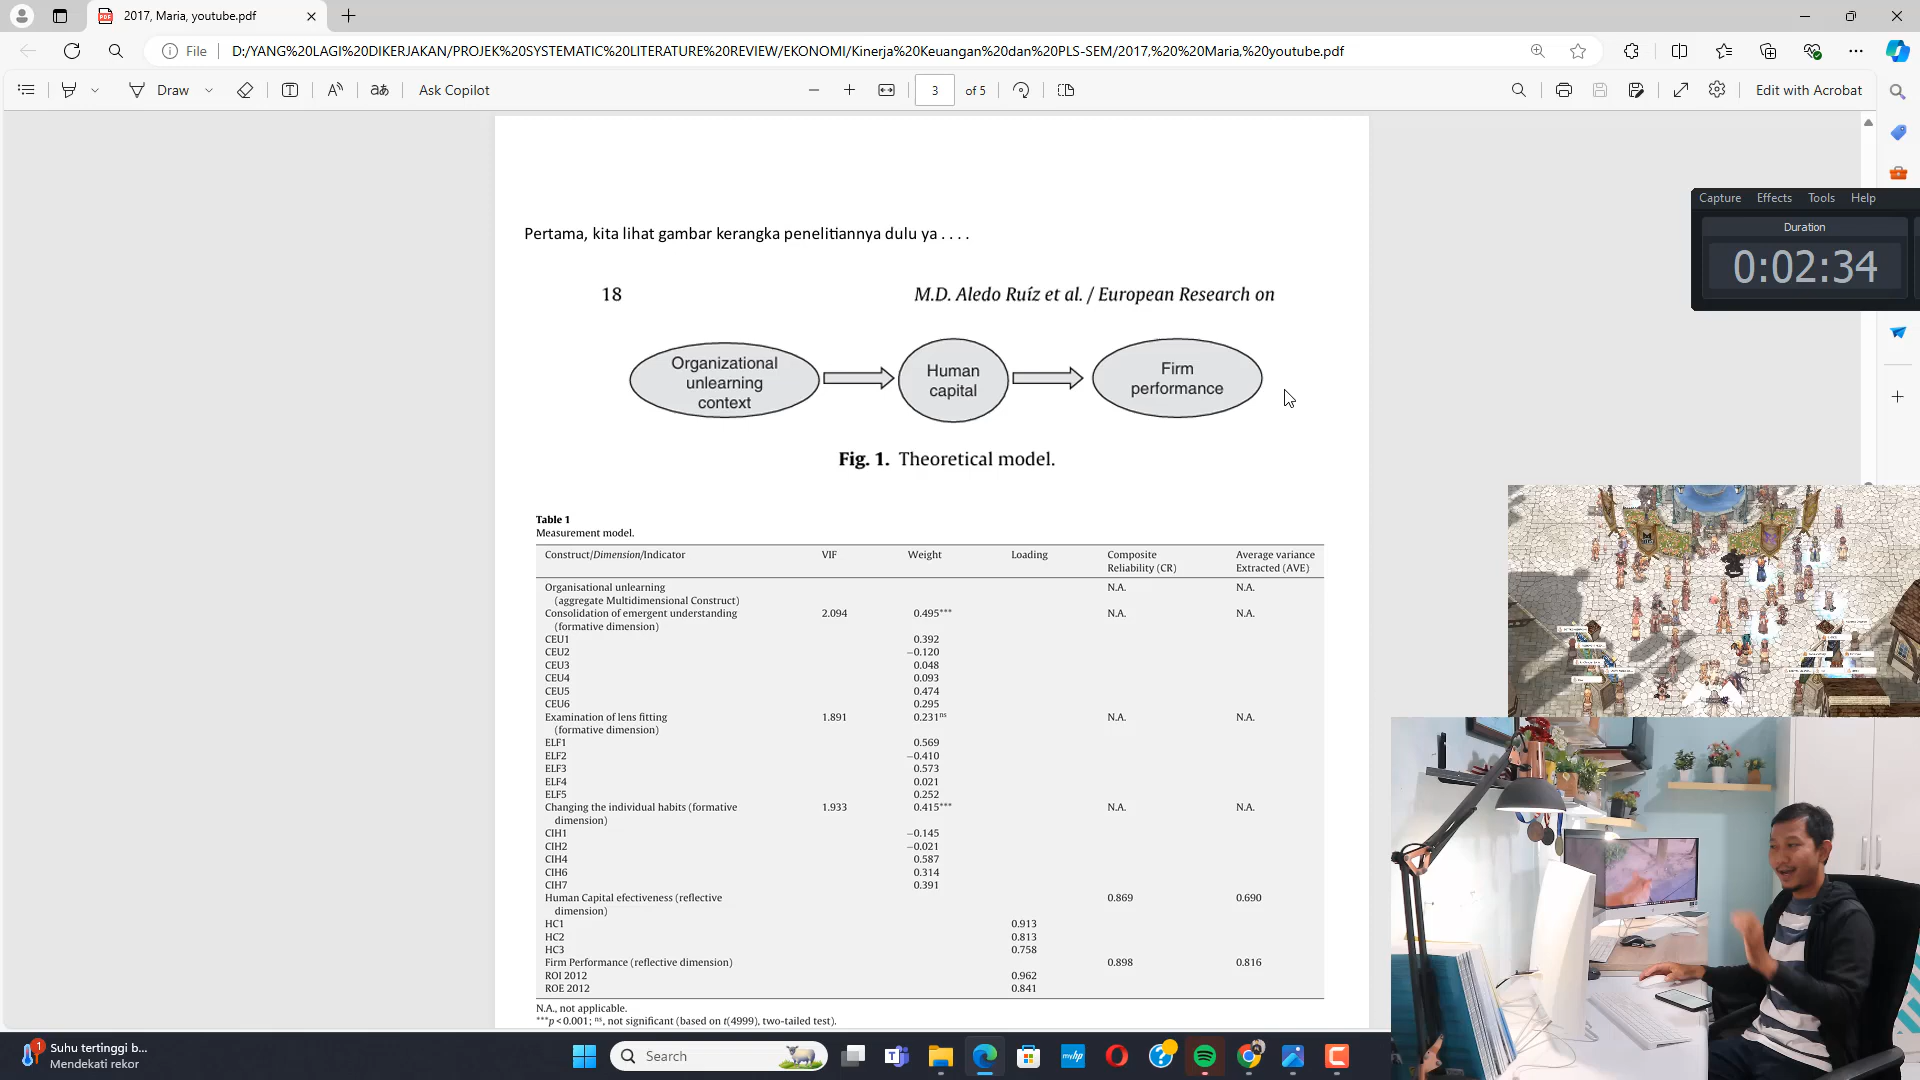 2017, Maria, youtube.pdf
File
D:/YANG%20LAGI%20DIKERJAKAN/PROJEK%20SYSTEMATIC%20LITERATURE%20REVIEW/EKONOMI/Kinerja%20Keuangan%20dan%20PLS-SEM/2017,%20%20Maria,%20youtube.pdf
Draw
Ask Copilot
3 of 5
Edit with Acrobat
Capture Effects Tools Help
Duration
0:02:34
Pertama, kita lihat gambar kerangka penelitiannya dulu ya . . . .
18 M.D. Aledo Ruíz et al. / European Research on
Organizational
unlearning
context
Human
capital
Firm
performance
Fig. 1. Theoretical model.
Table 1
Measurement model.
Construct/Dimension/Indicator VIF Weight Loading Composite Reliability (CR) Average variance Extracted (AVE)
Organisational unlearning N.A. N.A.
(aggregate Multidimensional Construct)
Consolidation of emergent understanding 2.094 0.495*** N.A. N.A.
(formative dimension)
CEU1 0.392
CEU2 −0.120
CEU3 0.048
CEU4 0.093
CEU5 0.474
CEU6 0.295
Examination of lens fitting 1.891 0.231ns N.A. N.A.
(formative dimension)
ELF1 0.569
ELF2 −0.410
ELF3 0.573
ELF4 0.021
ELF5 0.252
Changing the individual habits (formative 1.933 0.415*** N.A. N.A.
dimension)
CIH1 −0.145
CIH2 −0.021
CIH4 0.587
CIH6 0.314
CIH7 0.391
Human Capital efectiveness (reflective 0.869 0.690
dimension)
HC1 0.913
HC2 0.813
HC3 0.758
Firm Performance (reflective dimension) 0.898 0.816
ROI 2012 0.962
ROE 2012 0.841
N.A., not applicable.
***p < 0.001; ns, not significant (based on t(4999), two-tailed test).
1
Suhu tertinggi b...
Mendekati rekor
Search
myhp